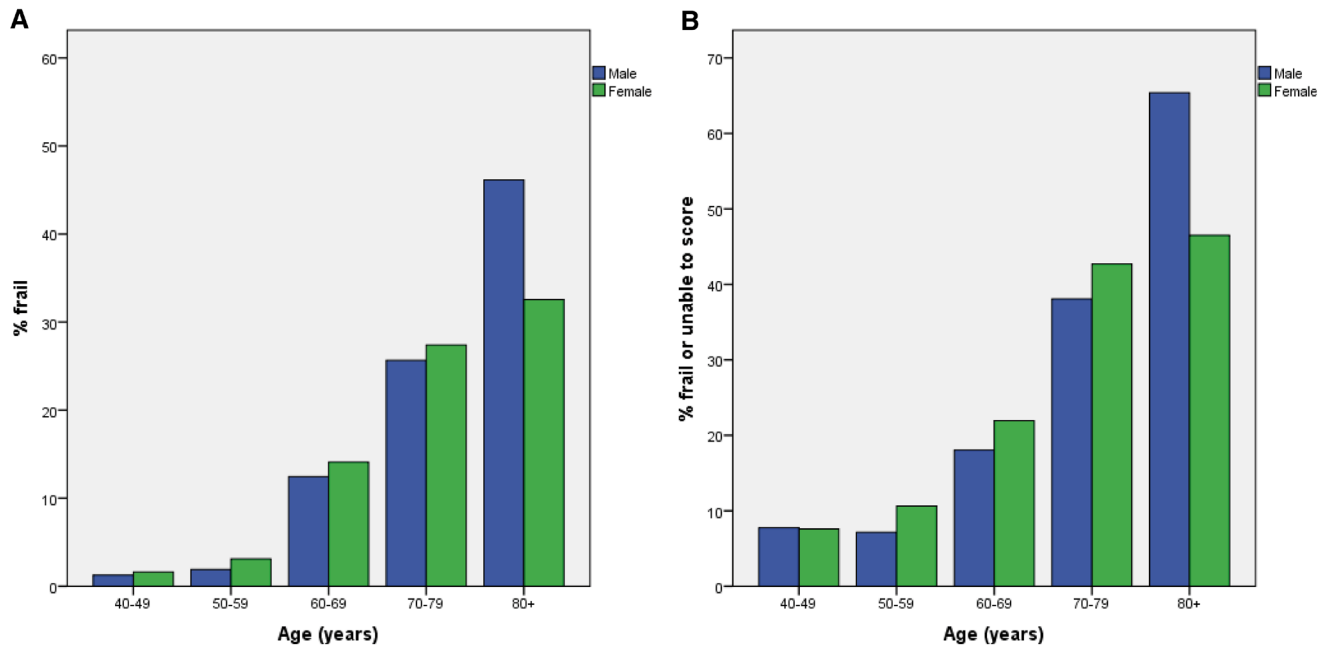 A
% frail
60
50
40
30
20
10
0
40-49 50-59 60-69 70-79 80+
Age (years)
Male
Female
B
% frail or unable to score
70
60
50
40
30
20
10
0
40-49 50-59 60-69 70-79 80+
Age (years)
Male
Female